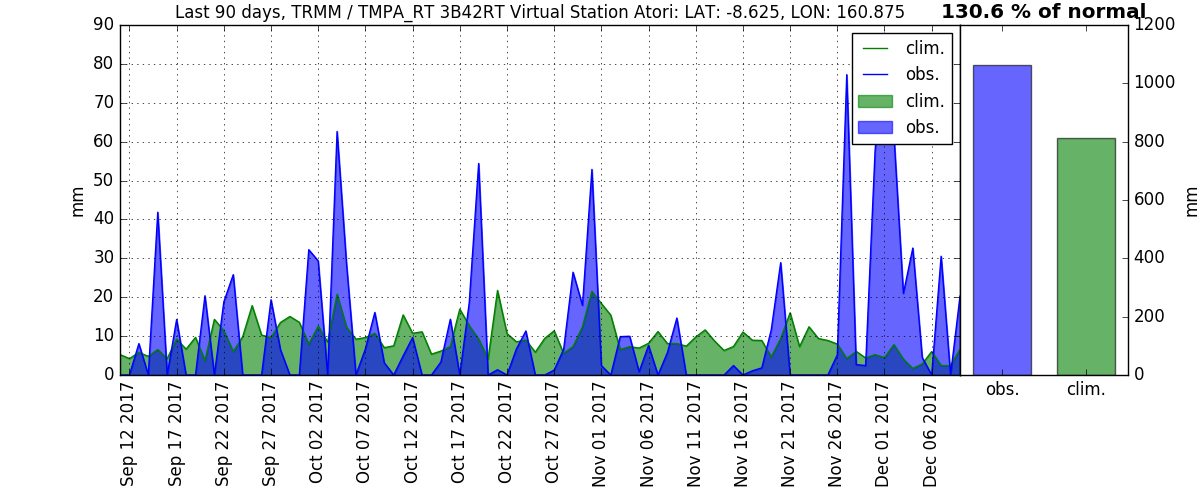 Last 90 days, TRMM / TMPA_RT 3B42RT Virtual Station Atori: LAT: -8.625, LON: 160.875
130.6 % of normal
90
80
70
60
50
40
30
20
10
0
mm
clim.
obs.
clim.
obs.
1200
1000
800
600
400
200
0
mm
obs.
clim.
Sep 12 2017
Sep 17 2017
Sep 22 2017
Sep 27 2017
Oct 02 2017
Oct 07 2017
Oct 12 2017
Oct 17 2017
Oct 22 2017
Oct 27 2017
Nov 01 2017
Nov 06 2017
Nov 11 2017
Nov 16 2017
Nov 21 2017
Nov 26 2017
Dec 01 2017
Dec 06 2017